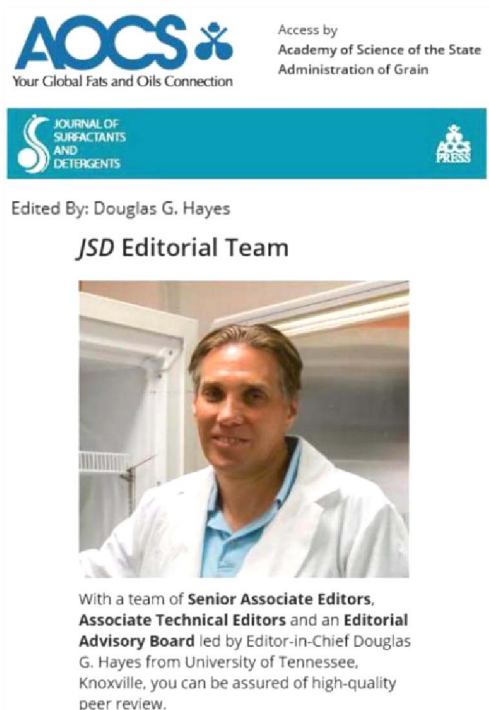 AOCS
Your Global Fats and Oils Connection
Access by
Academy of Science of the State
Administration of Grain
JOURNAL OF
SURFACTANTS
AND
DETERGENTS
AOCS
PRESS
Edited By: Douglas G. Hayes
JSD Editorial Team
With a team of Senior Associate Editors,
Associate Technical Editors and an Editorial
Advisory Board led by Editor-in-Chief Douglas
G. Hayes from University of Tennessee,
Knoxville, you can be assured of high-quality
peer review.